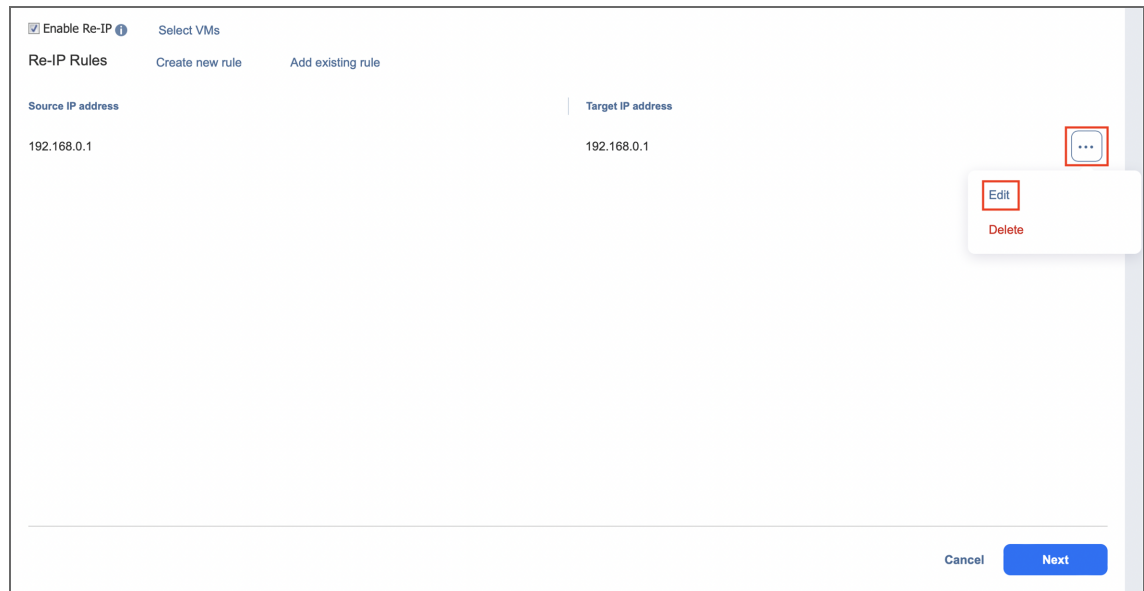 Enable Re-IP Select VMs
Re-IP Rules Create new rule Add existing rule
Source IP address Target IP address
192.168.0.1 192.168.0.1
Edit
Delete
Cancel Next